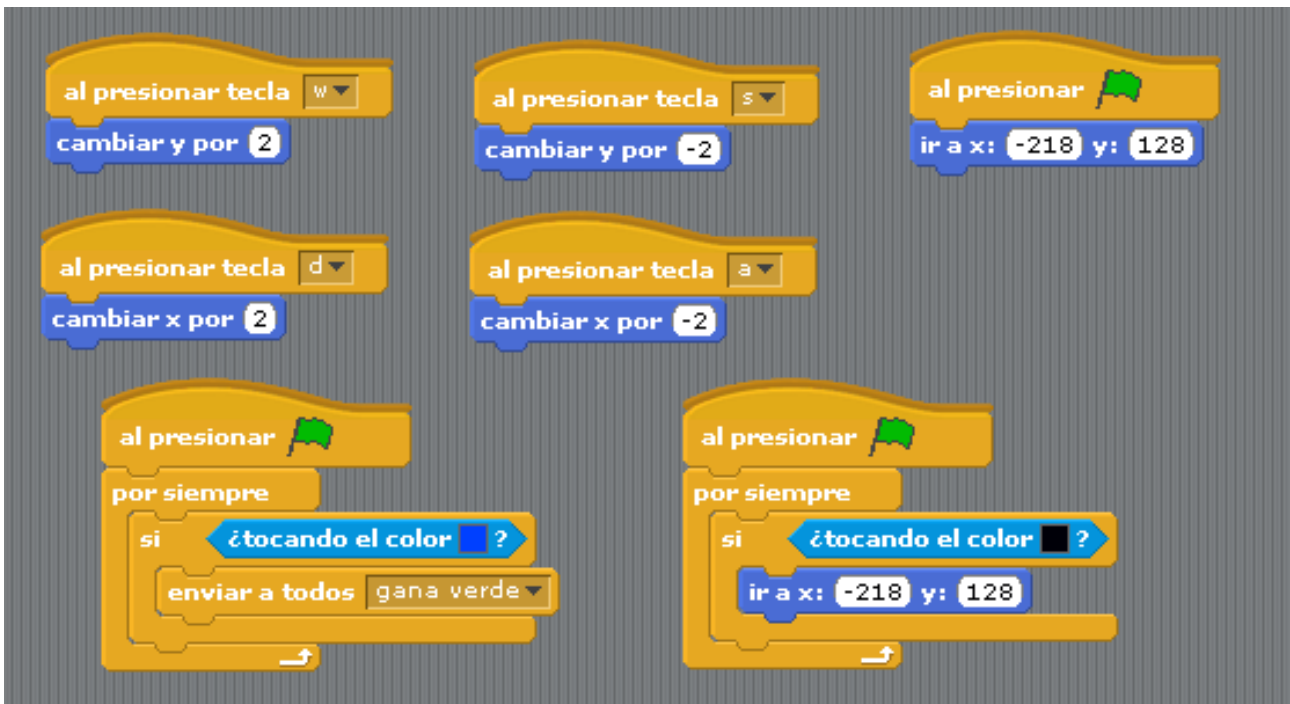 al presionar tecla w
cambiar y por 2
al presionar tecla s
cambiar y por -2
al presionar
ir a x: -218 y: 128
al presionar tecla d
cambiar x por 2
al presionar tecla a
cambiar x por -2
al presionar
por siempre
si ¿tocando el color ?
enviar a todos gana verde
al presionar
por siempre
si ¿tocando el color ?
ir a x: -218 y: 128